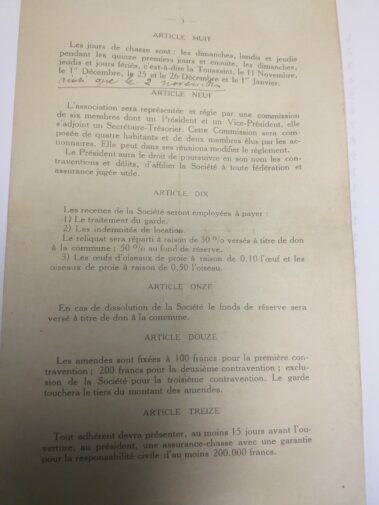 — 3 —
ARTICLE HUIT
Les jours de chasse sont : les dimanches, lundis et jeudis
pendant les quinze premiers jours et ensuite, les dimanches,
jeudis et jours fériés, c'est-à-dire la Toussaint, le 11 Novembre,
le 1er Décembre, le 25 et le 26 Décembre et le 1er Janvier.
que le 2 novembre
ARTICLE NEUF
L'association sera représentée et régie par une commission
de six membres dont un Président et un Vice-Président, elle
s'adjoint un Secrétaire-Trésorier. Cette Commission sera com-
posée de quatre habitants et de deux membres élus par les ac-
tionnaires. Elle peut dans ses réunions modifier le règlement.
Le Président aura le droit de poursuivre en son nom les con-
traventions et délits, d'affilier la Société à toute fédération et
assurance jugée utile.
ARTICLE DIX
Les recettes de la Société seront employées à payer :
1) Le traitement du garde.
2) Les indemnités de location.
Le reliquat sera réparti à raison de 50 % versés à titre de don
à la commune ; 50 % au fond de réserve.
3) Les œufs d'oiseaux de proie à raison de 0,10 l'œuf et les
oiseaux de proie à raison de 0,50 l'oiseau.
ARTICLE ONZE
En cas de dissolution de la Société le fonds de réserve sera
versé à titre de don à la commune.
ARTICLE DOUZE
Les amendes sont fixées à 100 francs pour la première con-
travention ; 200 francs pour la deuxième contravention ; exclu-
sion de la Société pour la troisième contravention. Le garde
touchera le tiers du montant des amendes.
ARTICLE TREIZE
Tout adhérent devra présenter, au moins 15 jours avant l'ou-
verture, au président, une assurance-chasse avec une garantie
pour la responsabilité civile d'au moins 200.000 francs.